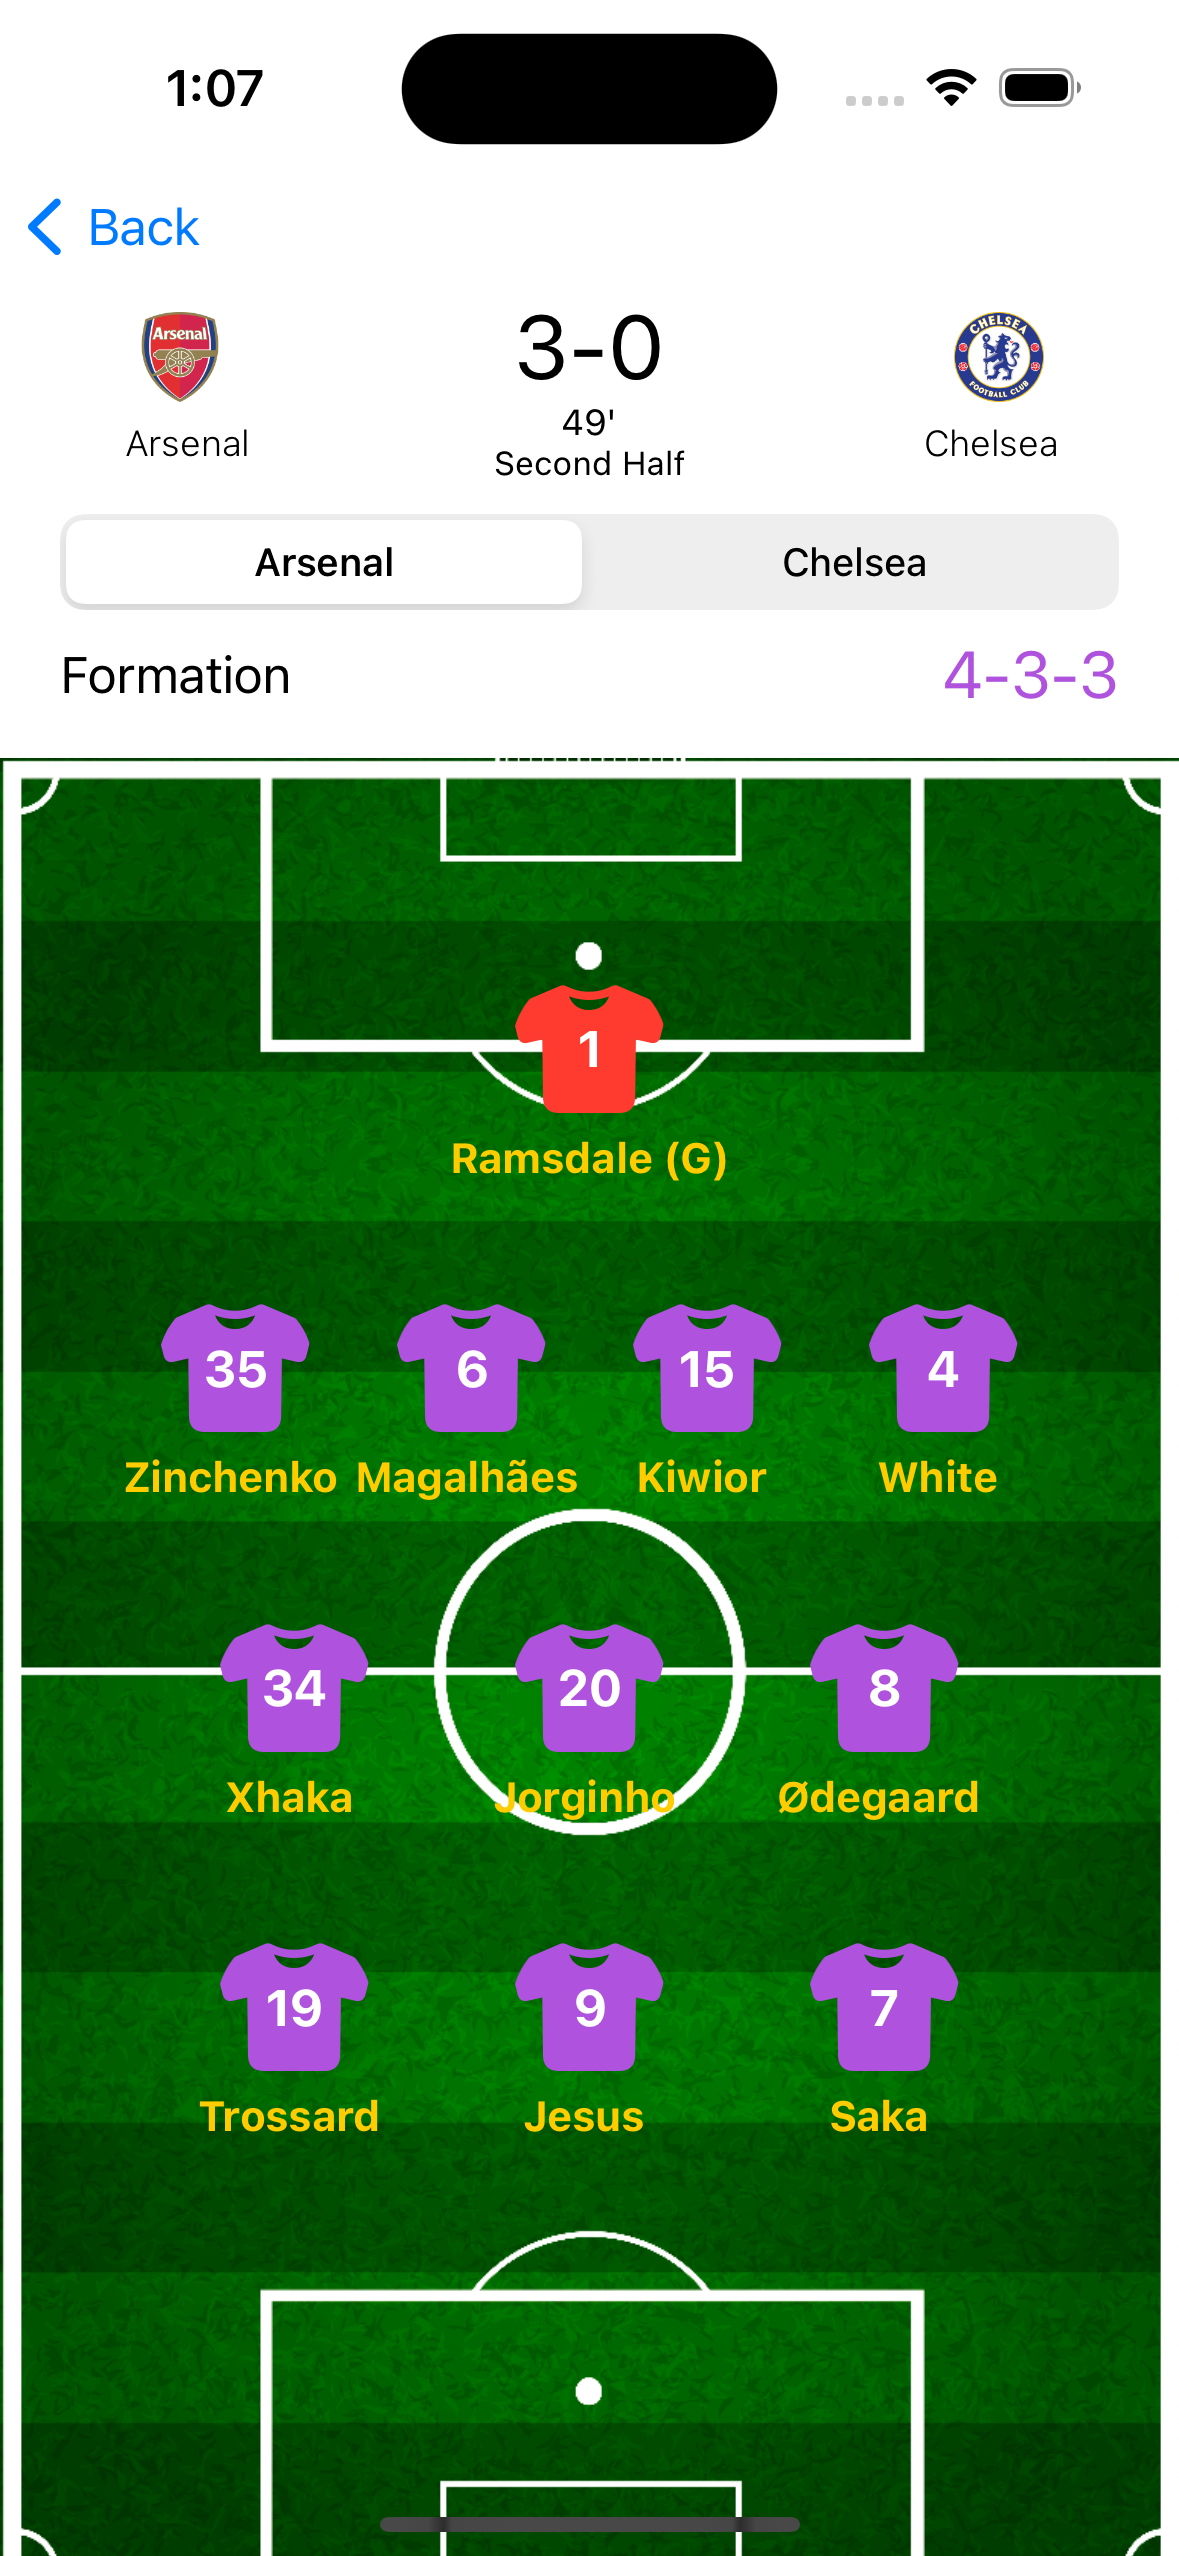 1:07
Back
Arsenal
CHELSEA
FOOTBALL CLUB
3-0
49'
Second Half
Arsenal
Chelsea
Arsenal
Chelsea
Formation
4-3-3
1
Ramsdale (G)
35 6 15 4
Zinchenko Magalhães Kiwior White
34 20 8
Xhaka Jorginho Ødegaard
19 9 7
Trossard Jesus Saka